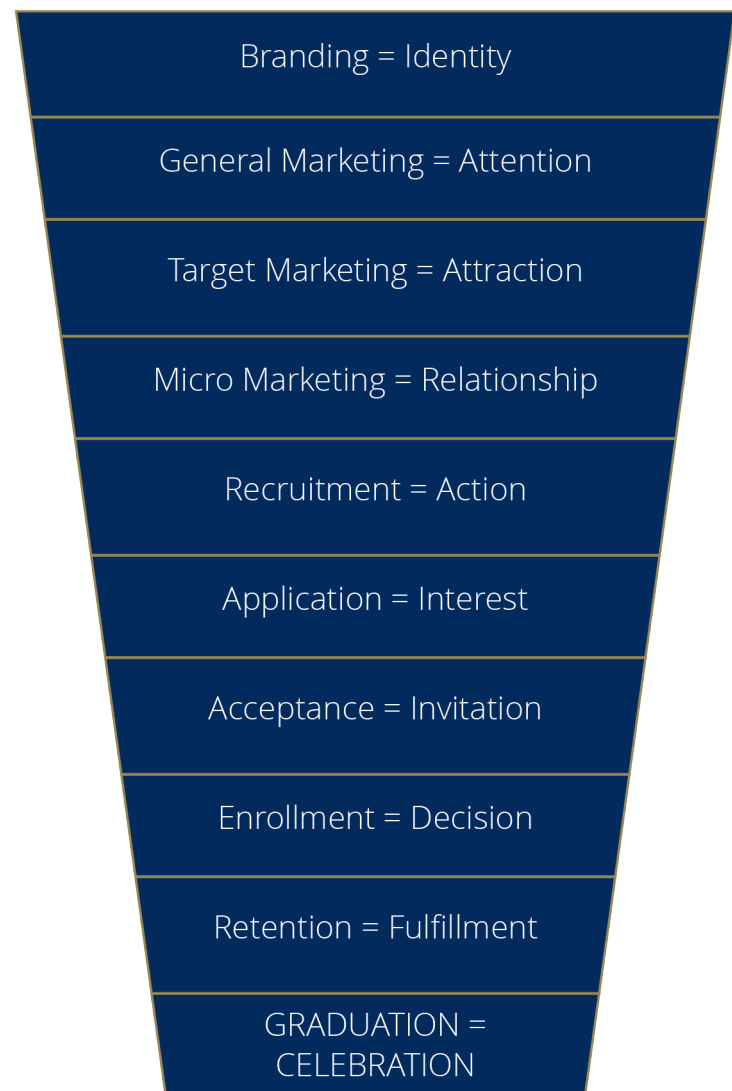 Branding = Identity
General Marketing = Attention
Target Marketing = Attraction
Micro Marketing = Relationship
Recruitment = Action
Application = Interest
Acceptance = Invitation
Enrollment = Decision
Retention = Fulfillment
GRADUATION =
CELEBRATION